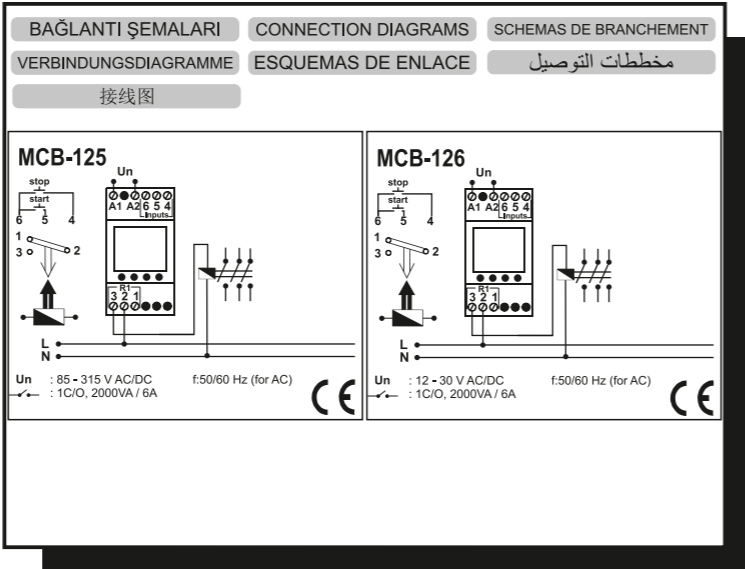 BAĞLANTI ŞEMALARI
CONNECTION DIAGRAMS
SCHEMAS DE BRANCHEMENT
VERBINDUNGSDIAGRAMME
ESQUEMAS DE ENLACE
مخططات التوصيل
接线图
MCB-125
Un
stop
start
6 5 4
A1 A2 6 5 4
Inputs
1
3 2
R1
3 2 1
L
N
Un : 85 - 315 V AC/DC f:50/60 Hz (for AC)
: 1C/O, 2000VA / 6A
CE
MCB-126
Un
stop
start
6 5 4
A1 A2 6 5 4
Inputs
1
3 2
R1
3 2 1
L
N
Un : 12 - 30 V AC/DC f:50/60 Hz (for AC)
: 1C/O, 2000VA / 6A
CE